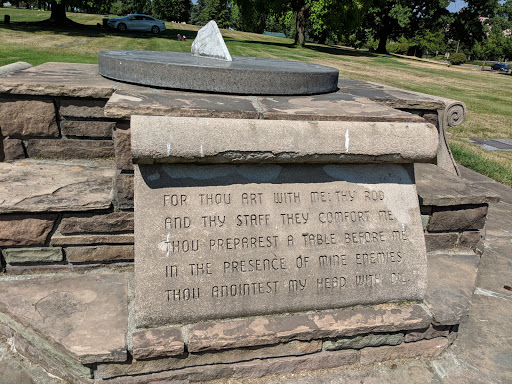 FOR THOU ART WITH ME: THY ROD
AND THY STAFF THEY COMFORT ME.
THOU PREPAREST A TABLE BEFORE ME
IN THE PRESENCE OF MINE ENEMIES
THOU ANOINTEST MY HEAD WITH OIL.